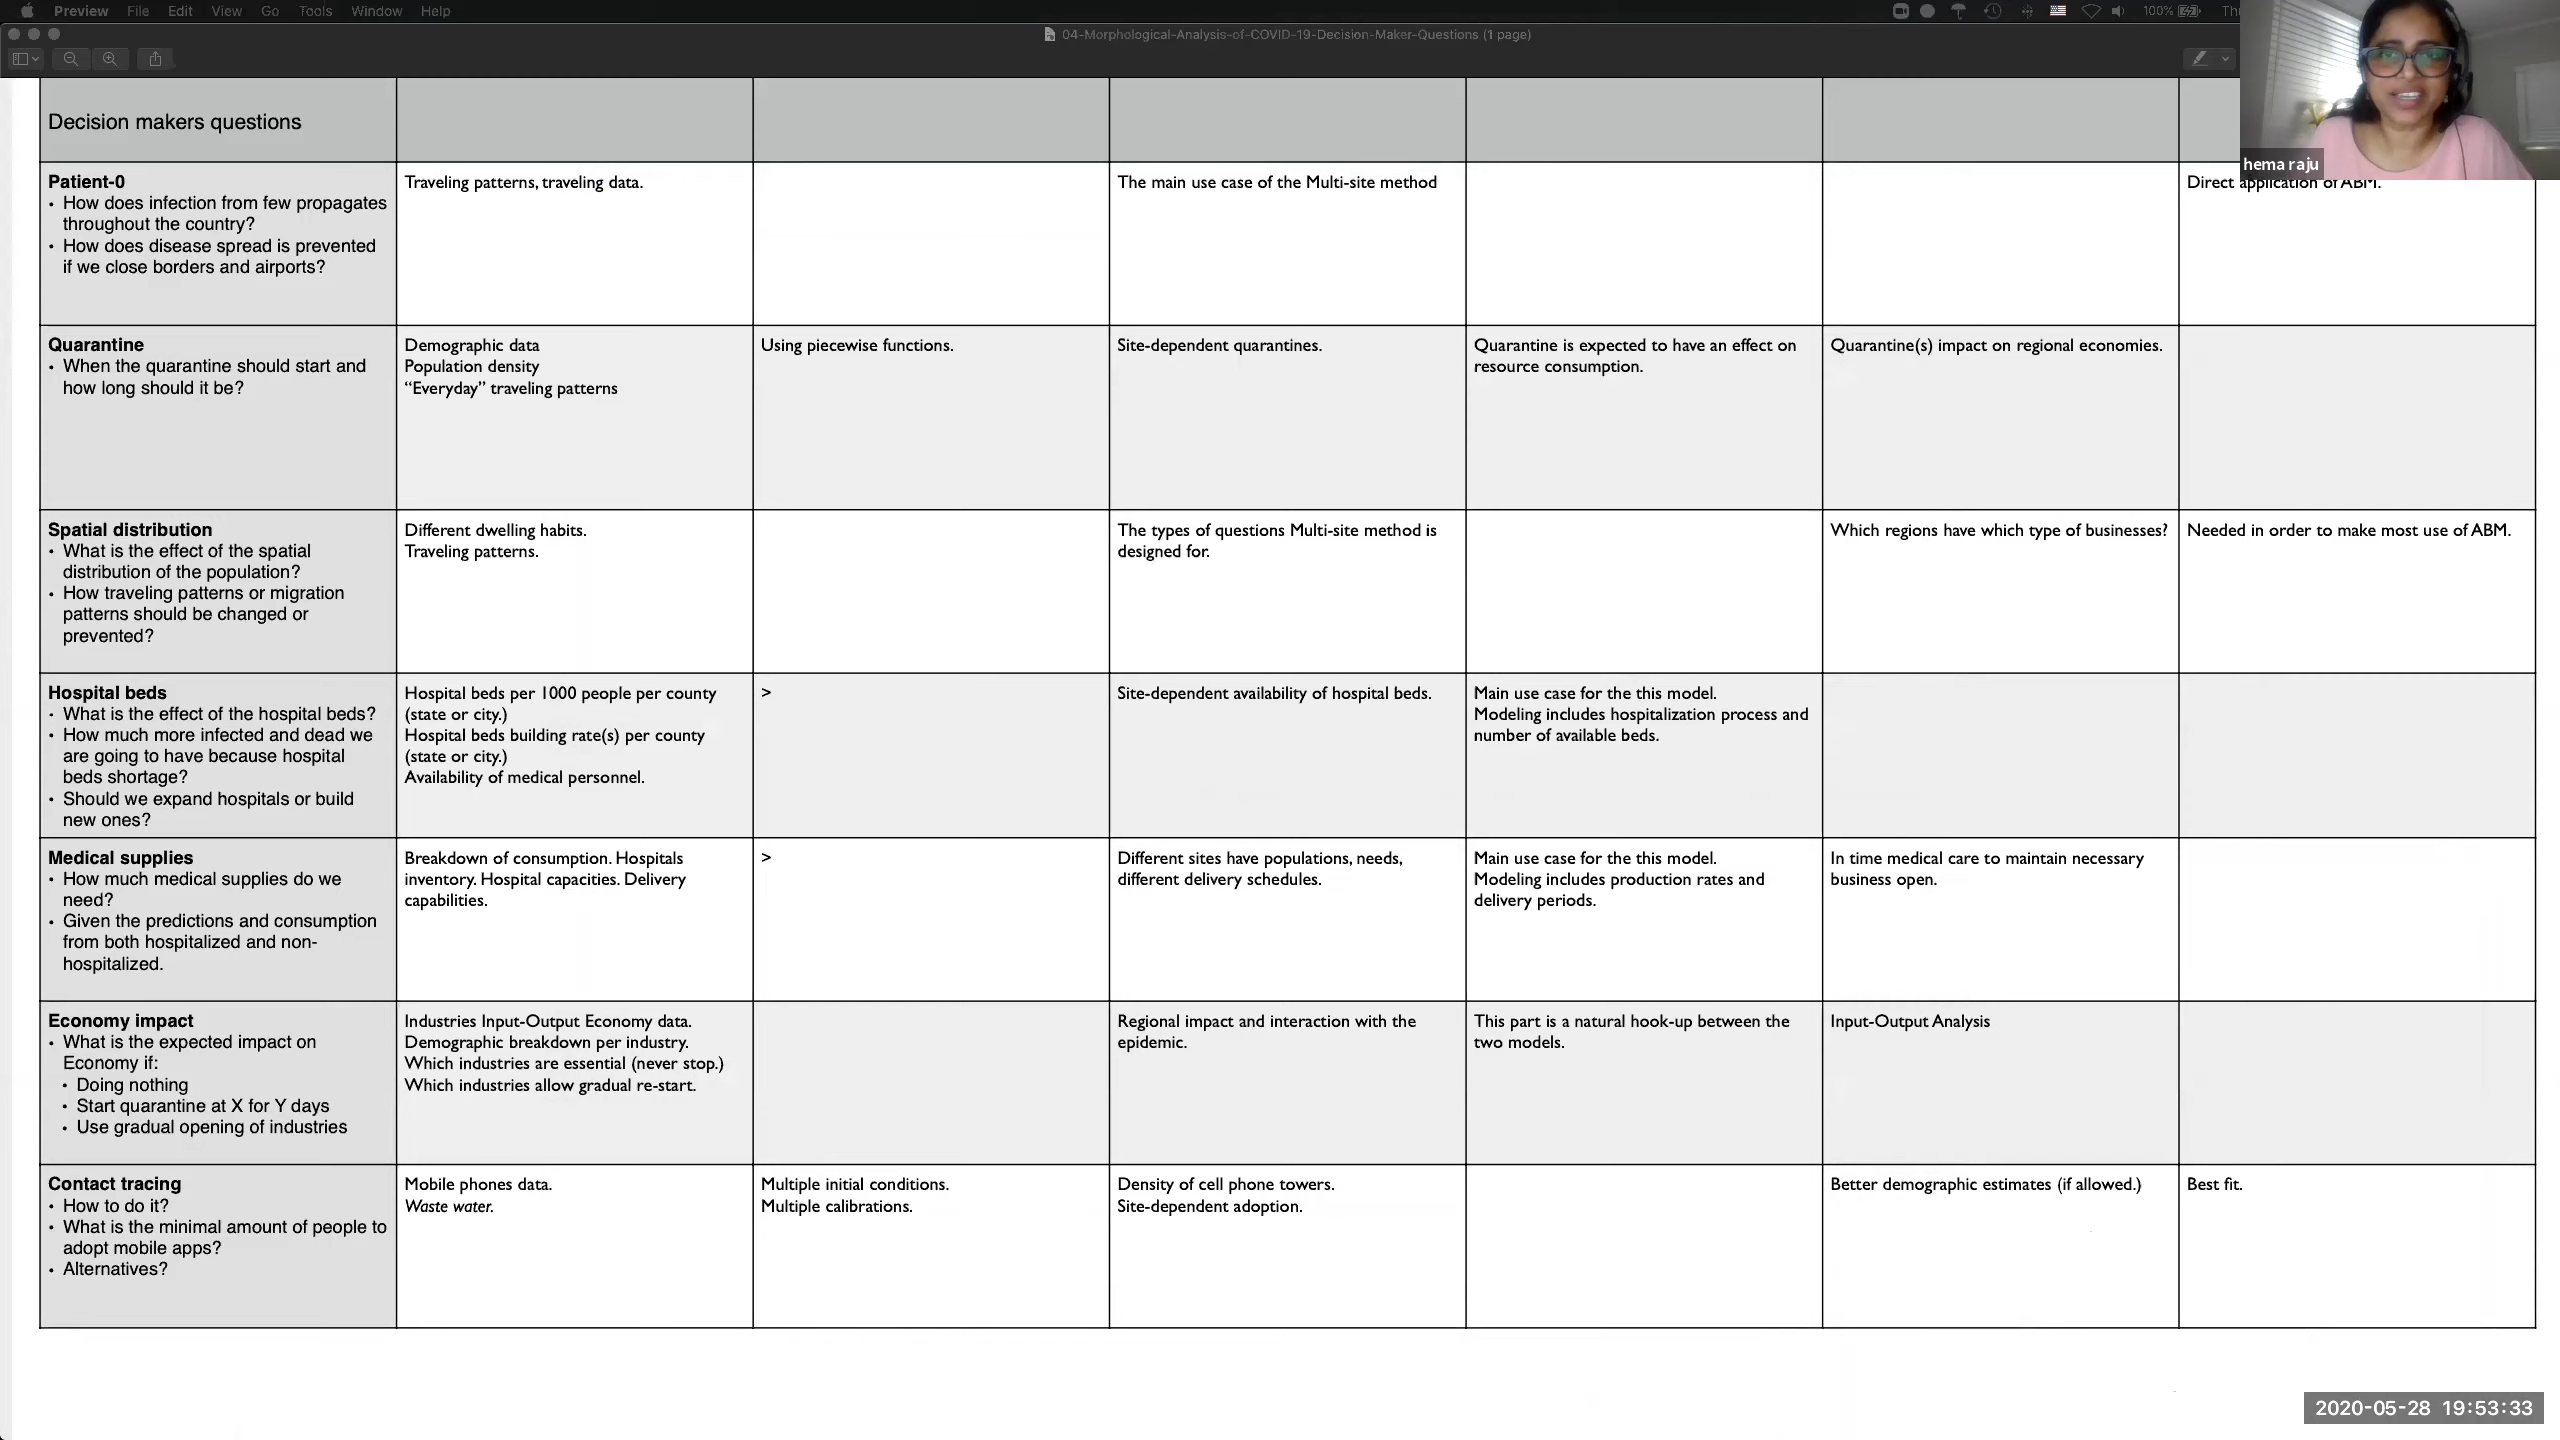 Preview File Edit View Go Tools Window Help
100%
04-Morphological-Analysis-of-COVID-19-Decision-Maker-Questions (1 page)
hema raju
Decision makers questions
Patient-0
• How does infection from few propagates
throughout the country?
• How does disease spread is prevented
if we close borders and airports?
Traveling patterns, traveling data.
The main use case of the Multi-site method
Direct application of ABM.
Quarantine
• When the quarantine should start and
how long should it be?
Demographic data
Population density
“Everyday” traveling patterns
Using piecewise functions.
Site-dependent quarantines.
Quarantine is expected to have an effect on
resource consumption.
Quarantine(s) impact on regional economies.
Spatial distribution
• What is the effect of the spatial
distribution of the population?
• How traveling patterns or migration
patterns should be changed or
prevented?
Different dwelling habits.
Traveling patterns.
The types of questions Multi-site method is
designed for.
Which regions have which type of businesses?
Needed in order to make most use of ABM.
Hospital beds
• What is the effect of the hospital beds?
• How much more infected and dead we
are going to have because hospital
beds shortage?
• Should we expand hospitals or build
new ones?
Hospital beds per 1000 people per county
(state or city.)
Hospital beds building rate(s) per county
(state or city.)
Availability of medical personnel.
>
Site-dependent availability of hospital beds.
Main use case for the this model.
Modeling includes hospitalization process and
number of available beds.
Medical supplies
• How much medical supplies do we
need?
• Given the predictions and consumption
from both hospitalized and non-
hospitalized.
Breakdown of consumption. Hospitals
inventory. Hospital capacities. Delivery
capabilities.
>
Different sites have populations, needs,
different delivery schedules.
Main use case for the this model.
Modeling includes production rates and
delivery periods.
In time medical care to maintain necessary
business open.
Economy impact
• What is the expected impact on
Economy if:
• Doing nothing
• Start quarantine at X for Y days
• Use gradual opening of industries
Industries Input-Output Economy data.
Demographic breakdown per industry.
Which industries are essential (never stop.)
Which industries allow gradual re-start.
Regional impact and interaction with the
epidemic.
This part is a natural hook-up between the
two models.
Input-Output Analysis
Contact tracing
• How to do it?
• What is the minimal amount of people to
adopt mobile apps?
• Alternatives?
Mobile phones data.
Waste water.
Multiple initial conditions.
Multiple calibrations.
Density of cell phone towers.
Site-dependent adoption.
Better demographic estimates (if allowed.)
Best fit.
2020-05-28 19:53:33